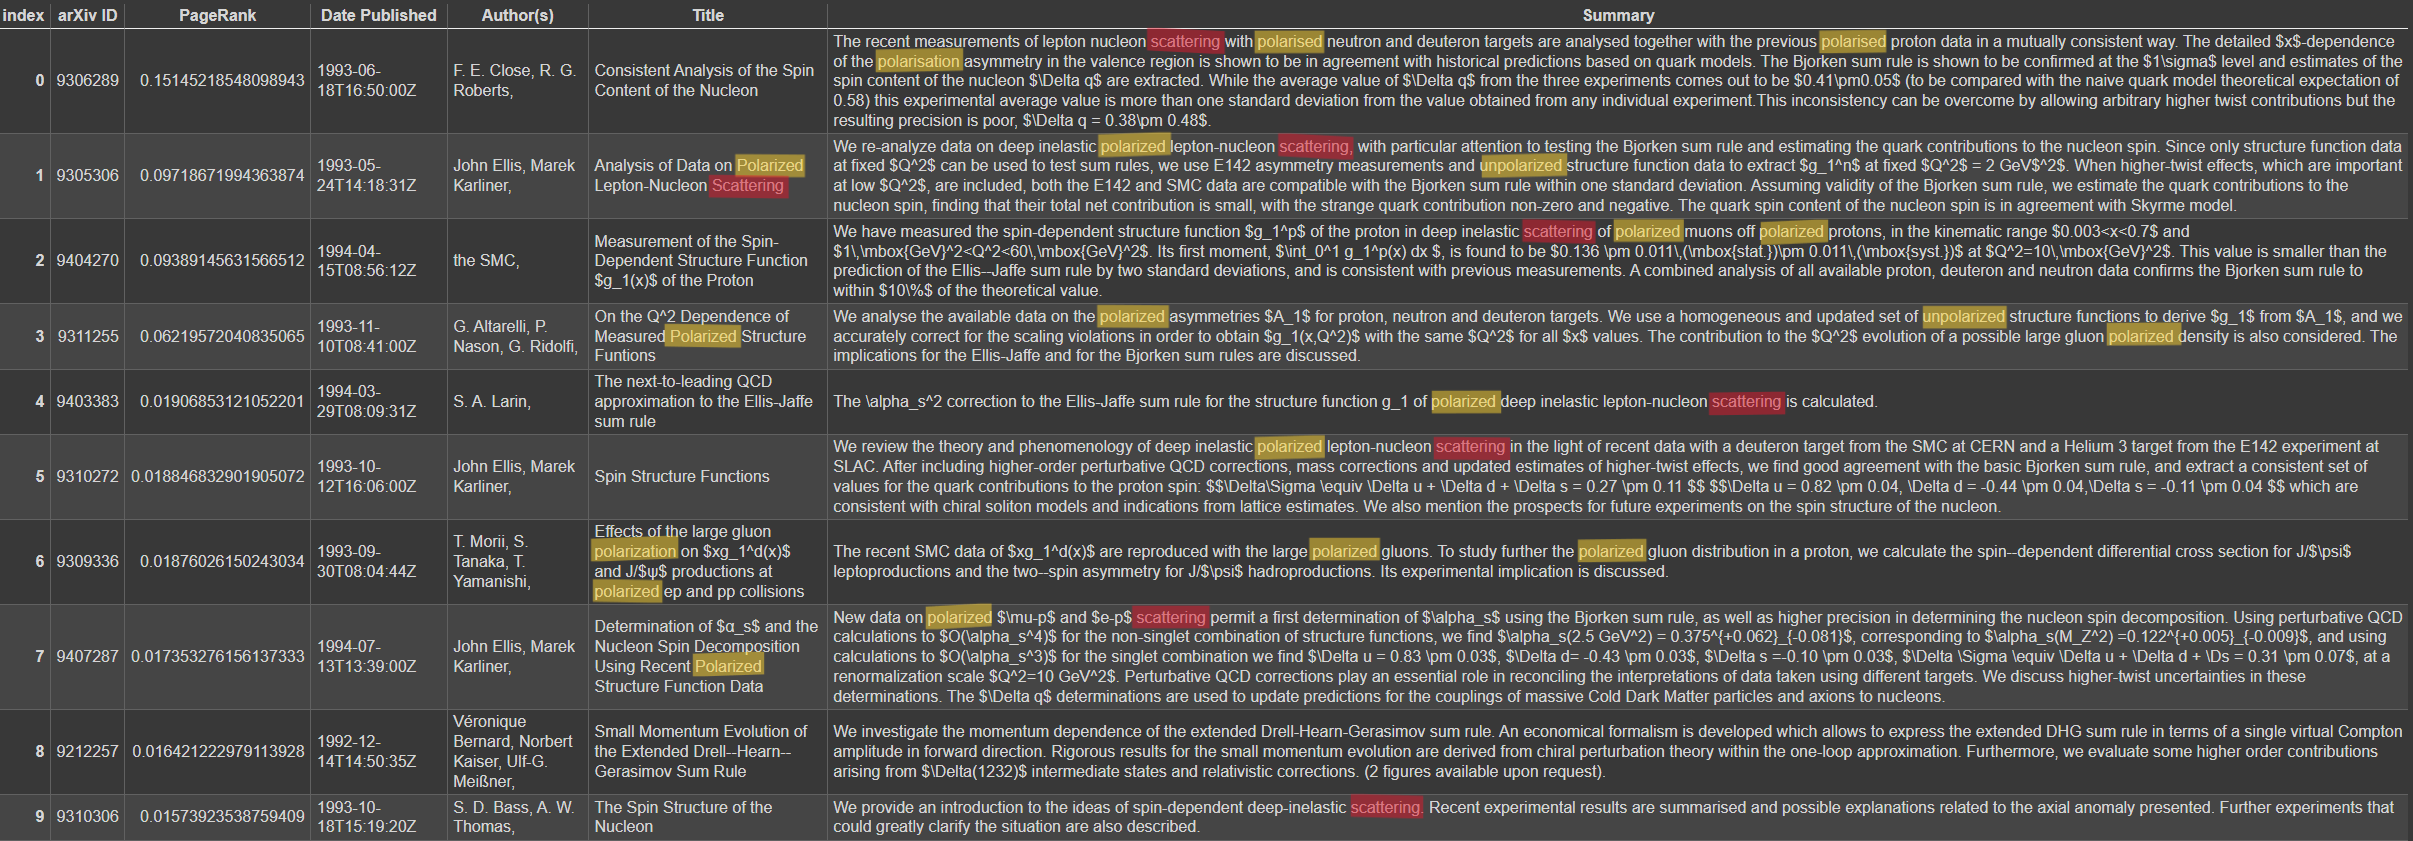 index arXiv ID PageRank Date Published Author(s) Title Summary
0 9306289 0.15145218548098943
1993-06-
18T16:50:00Z
F. E. Close, R. G.
Roberts,
Consistent Analysis of the Spin
Content of the Nucleon
The recent measurements of lepton nucleon scattering with polarised neutron and deuteron targets are analysed together with the previous polarised proton data in a mutually consistent way. The detailed $x$-dependence
of the polarisation asymmetry in the valence region is shown to be in agreement with historical predictions based on quark models. The Bjorken sum rule is shown to be confirmed at the $1\sigma$ level and estimates of the
spin content of the nucleon $\Delta q$ are extracted. While the average value of $\Delta q$ from the three experiments comes out to be $0.41\pm0.05$ (to be compared with the naive quark model theoretical expectation of
0.58) this experimental average value is more than one standard deviation from the value obtained from any individual experiment.This inconsistency can be overcome by allowing arbitrary higher twist contributions but the
resulting precision is poor, $\Delta q = 0.38\pm 0.48$.
1 9305306 0.09718671994363874
1993-05-
24T14:18:31Z
John Ellis, Marek
Karliner,
Analysis of Data on Polarized
Lepton-Nucleon Scattering
We re-analyze data on deep inelastic polarized lepton-nucleon scattering, with particular attention to testing the Bjorken sum rule and estimating the quark contributions to the nucleon spin. Since only structure function data
at fixed $Q^2$ can be used to test sum rules, we use E142 asymmetry measurements and unpolarized structure function data to extract $g_1^n$ at fixed $Q^2$ = 2 GeV$^2$. When higher-twist effects, which are important
at low $Q^2$, are included, both the E142 and SMC data are compatible with the Bjorken sum rule within one standard deviation. Assuming validity of the Bjorken sum rule, we estimate the quark contributions to the
nucleon spin, finding that their total net contribution is small, with the strange quark contribution non-zero and negative. The quark spin content of the nucleon spin is in agreement with Skyrme model.
2 9404270 0.09389145631566512
1994-04-
15T08:56:12Z
the SMC,
Measurement of the Spin-
Dependent Structure Function
$g_1(x)$ of the Proton
We have measured the spin-dependent structure function $g_1^p$ of the proton in deep inelastic scattering of polarized muons off polarized protons, in the kinematic range $0.003<x<0.7$ and
$1\,\mbox{GeV}^2<Q^2<60\,\mbox{GeV}^2$. Its first moment, $\int_0^1 g_1^p(x) dx $, is found to be $0.136 \pm 0.011\,(\mbox{stat.})\pm 0.011\,(\mbox{syst.})$ at $Q^2=10\,\mbox{GeV}^2$. This value is smaller than the
prediction of the Ellis--Jaffe sum rule by two standard deviations, and is consistent with previous measurements. A combined analysis of all available proton, deuteron and neutron data confirms the Bjorken sum rule to
within $10\%$ of the theoretical value.
3 9311255 0.06219572040835065
1993-11-
10T08:41:00Z
G. Altarelli, P.
Nason, G. Ridolfi,
On the Q^2 Dependence of
Measured Polarized Structure
Funtions
We analyse the available data on the polarized asymmetries $A_1$ for proton, neutron and deuteron targets. We use a homogeneous and updated set of unpolarized structure functions to derive $g_1$ from $A_1$, and we
accurately correct for the scaling violations in order to obtain $g_1(x,Q^2)$ with the same $Q^2$ for all $x$ values. The contribution to the $Q^2$ evolution of a possible large gluon polarized density is also considered. The
implications for the Ellis-Jaffe and for the Bjorken sum rules are discussed.
4 9403383 0.01906853121052201
1994-03-
29T08:09:31Z
S. A. Larin,
The next-to-leading QCD
approximation to the Ellis-Jaffe
sum rule
The \alpha_s^2 correction to the Ellis-Jaffe sum rule for the structure function g_1 of polarized deep inelastic lepton-nucleon scattering is calculated.
5 9310272 0.018846832901905072
1993-10-
12T16:06:00Z
John Ellis, Marek
Karliner,
Spin Structure Functions
We review the theory and phenomenology of deep inelastic polarized lepton-nucleon scattering in the light of recent data with a deuteron target from the SMC at CERN and a Helium 3 target from the E142 experiment at
SLAC. After including higher-order perturbative QCD corrections, mass corrections and updated estimates of higher-twist effects, we find good agreement with the basic Bjorken sum rule, and extract a consistent set of
values for the quark contributions to the proton spin: $$\Delta\Sigma \equiv \Delta u + \Delta d + \Delta s = 0.27 \pm 0.11 $$ $$\Delta u = 0.82 \pm 0.04, \Delta d = -0.44 \pm 0.04,\Delta s = -0.11 \pm 0.04 $$ which are
consistent with chiral soliton models and indications from lattice estimates. We also mention the prospects for future experiments on the spin structure of the nucleon.
6 9309336 0.01876026150243034
1993-09-
30T08:04:44Z
T. Morii, S.
Tanaka, T.
Yamanishi,
Effects of the large gluon
polarization on $xg_1^d(x)$
and J/$ψ$ productions at
polarized ep and pp collisions
The recent SMC data of $xg_1^d(x)$ are reproduced with the large polarized gluons. To study further the polarized gluon distribution in a proton, we calculate the spin--dependent differential cross section for J/$\psi$
leptoproductions and the two--spin asymmetry for J/$\psi$ hadroproductions. Its experimental implication is discussed.
7 9407287 0.017353276156137333
1994-07-
13T13:39:00Z
John Ellis, Marek
Karliner,
Determination of $α_s$ and the
Nucleon Spin Decomposition
Using Recent Polarized
Structure Function Data
New data on polarized $\mu-p$ and $e-p$ scattering permit a first determination of $\alpha_s$ using the Bjorken sum rule, as well as higher precision in determining the nucleon spin decomposition. Using perturbative QCD
calculations to $O(\alpha_s^4)$ for the non-singlet combination of structure functions, we find $\alpha_s(2.5 GeV^2) = 0.375^{+0.062}_{-0.081}$, corresponding to $\alpha_s(M_Z^2) =0.122^{+0.005}_{-0.009}$, and using
calculations to $O(\alpha_s^3)$ for the singlet combination we find $\Delta u = 0.83 \pm 0.03$, $\Delta d= -0.43 \pm 0.03$, $\Delta s =-0.10 \pm 0.03$, $\Delta \Sigma \equiv \Delta u + \Delta d + \Ds = 0.31 \pm 0.07$, at a
renormalization scale $Q^2=10 GeV^2$. Perturbative QCD corrections play an essential role in reconciling the interpretations of data taken using different targets. We discuss higher-twist uncertainties in these
determinations. The $\Delta q$ determinations are used to update predictions for the couplings of massive Cold Dark Matter particles and axions to nucleons.
8 9212257 0.016421222979113928
1992-12-
14T14:50:35Z
Véronique
Bernard, Norbert
Kaiser, Ulf-G.
Meißner,
Small Momentum Evolution of
the Extended Drell--Hearn--
Gerasimov Sum Rule
We investigate the momentum dependence of the extended Drell-Hearn-Gerasimov sum rule. An economical formalism is developed which allows to express the extended DHG sum rule in terms of a single virtual Compton
amplitude in forward direction. Rigorous results for the small momentum evolution are derived from chiral perturbation theory within the one-loop approximation. Furthermore, we evaluate some higher order contributions
arising from $\Delta(1232)$ intermediate states and relativistic corrections. (2 figures available upon request).
9 9310306 0.01573923538759409
1993-10-
18T15:19:20Z
S. D. Bass, A. W.
Thomas,
The Spin Structure of the
Nucleon
We provide an introduction to the ideas of spin-dependent deep-inelastic scattering. Recent experimental results are summarised and possible explanations related to the axial anomaly presented. Further experiments that
could greatly clarify the situation are also described.